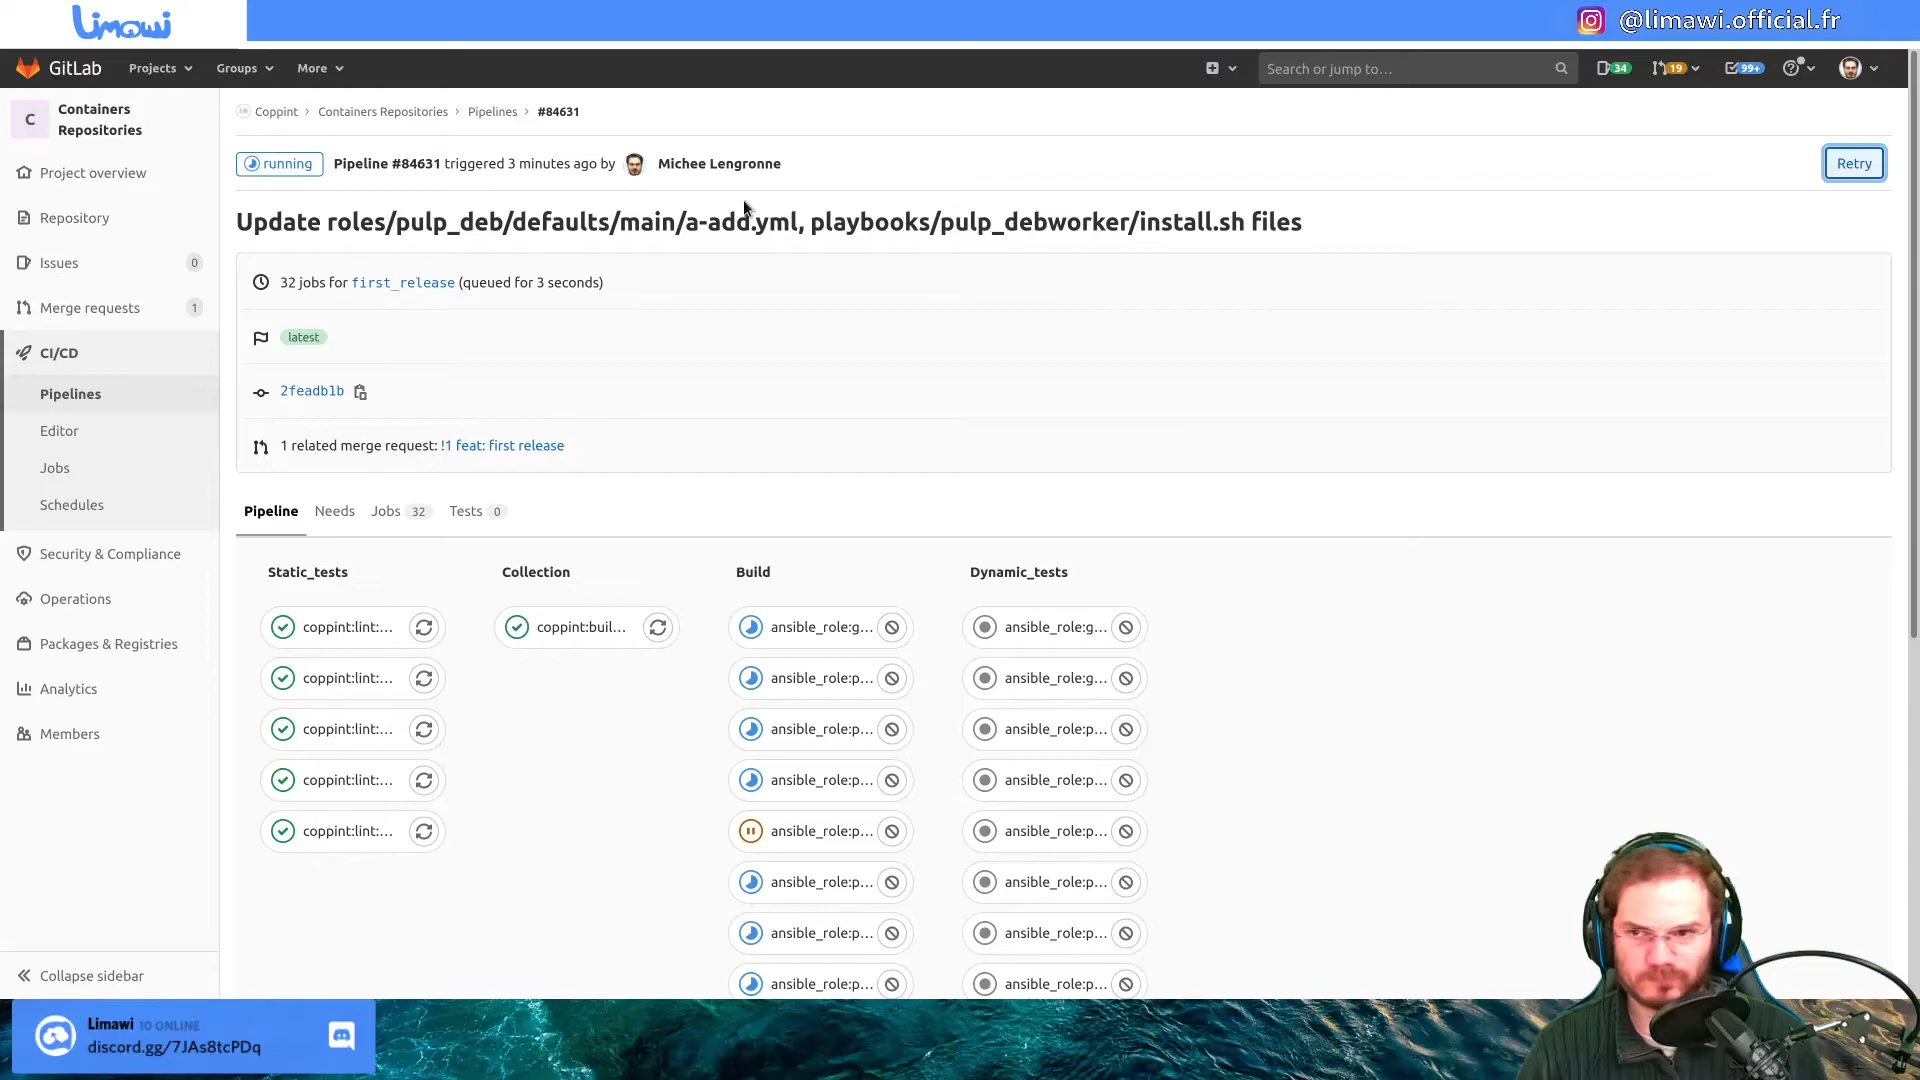 Limawi
@limawi.official.fr
GitLab
Projects
Groups
More
Search or jump to…
34
19
99+
C
Containers
Repositories
Coppint
Containers Repositories
Pipelines
#84631
running
Pipeline #84631 triggered 3 minutes ago by
Michee Lengronne
Retry
Update roles/pulp_deb/defaults/main/a-add.yml, playbooks/pulp_debworker/install.sh files
Project overview
Repository
Issues
0
Merge requests
1
CI/CD
Pipelines
Editor
Jobs
Schedules
Security & Compliance
Operations
Packages & Registries
Analytics
Members
Collapse sidebar
32 jobs for first_release (queued for 3 seconds)
latest
2feadb1b
1 related merge request: !1 feat: first release
Pipeline
Needs
Jobs 32
Tests 0
Static_tests
coppint:lint:…
coppint:lint:…
coppint:lint:…
coppint:lint:…
coppint:lint:…
Collection
coppint:buil…
Build
ansible_role:g…
ansible_role:p…
ansible_role:p…
ansible_role:p…
ansible_role:p…
ansible_role:p…
ansible_role:p…
ansible_role:p…
Dynamic_tests
ansible_role:g…
ansible_role:g…
ansible_role:p…
ansible_role:p…
ansible_role:p…
ansible_role:p…
ansible_role:p…
ansible_role:p…
Limawi 10 ONLINE
discord.gg/7JAs8tcPDq